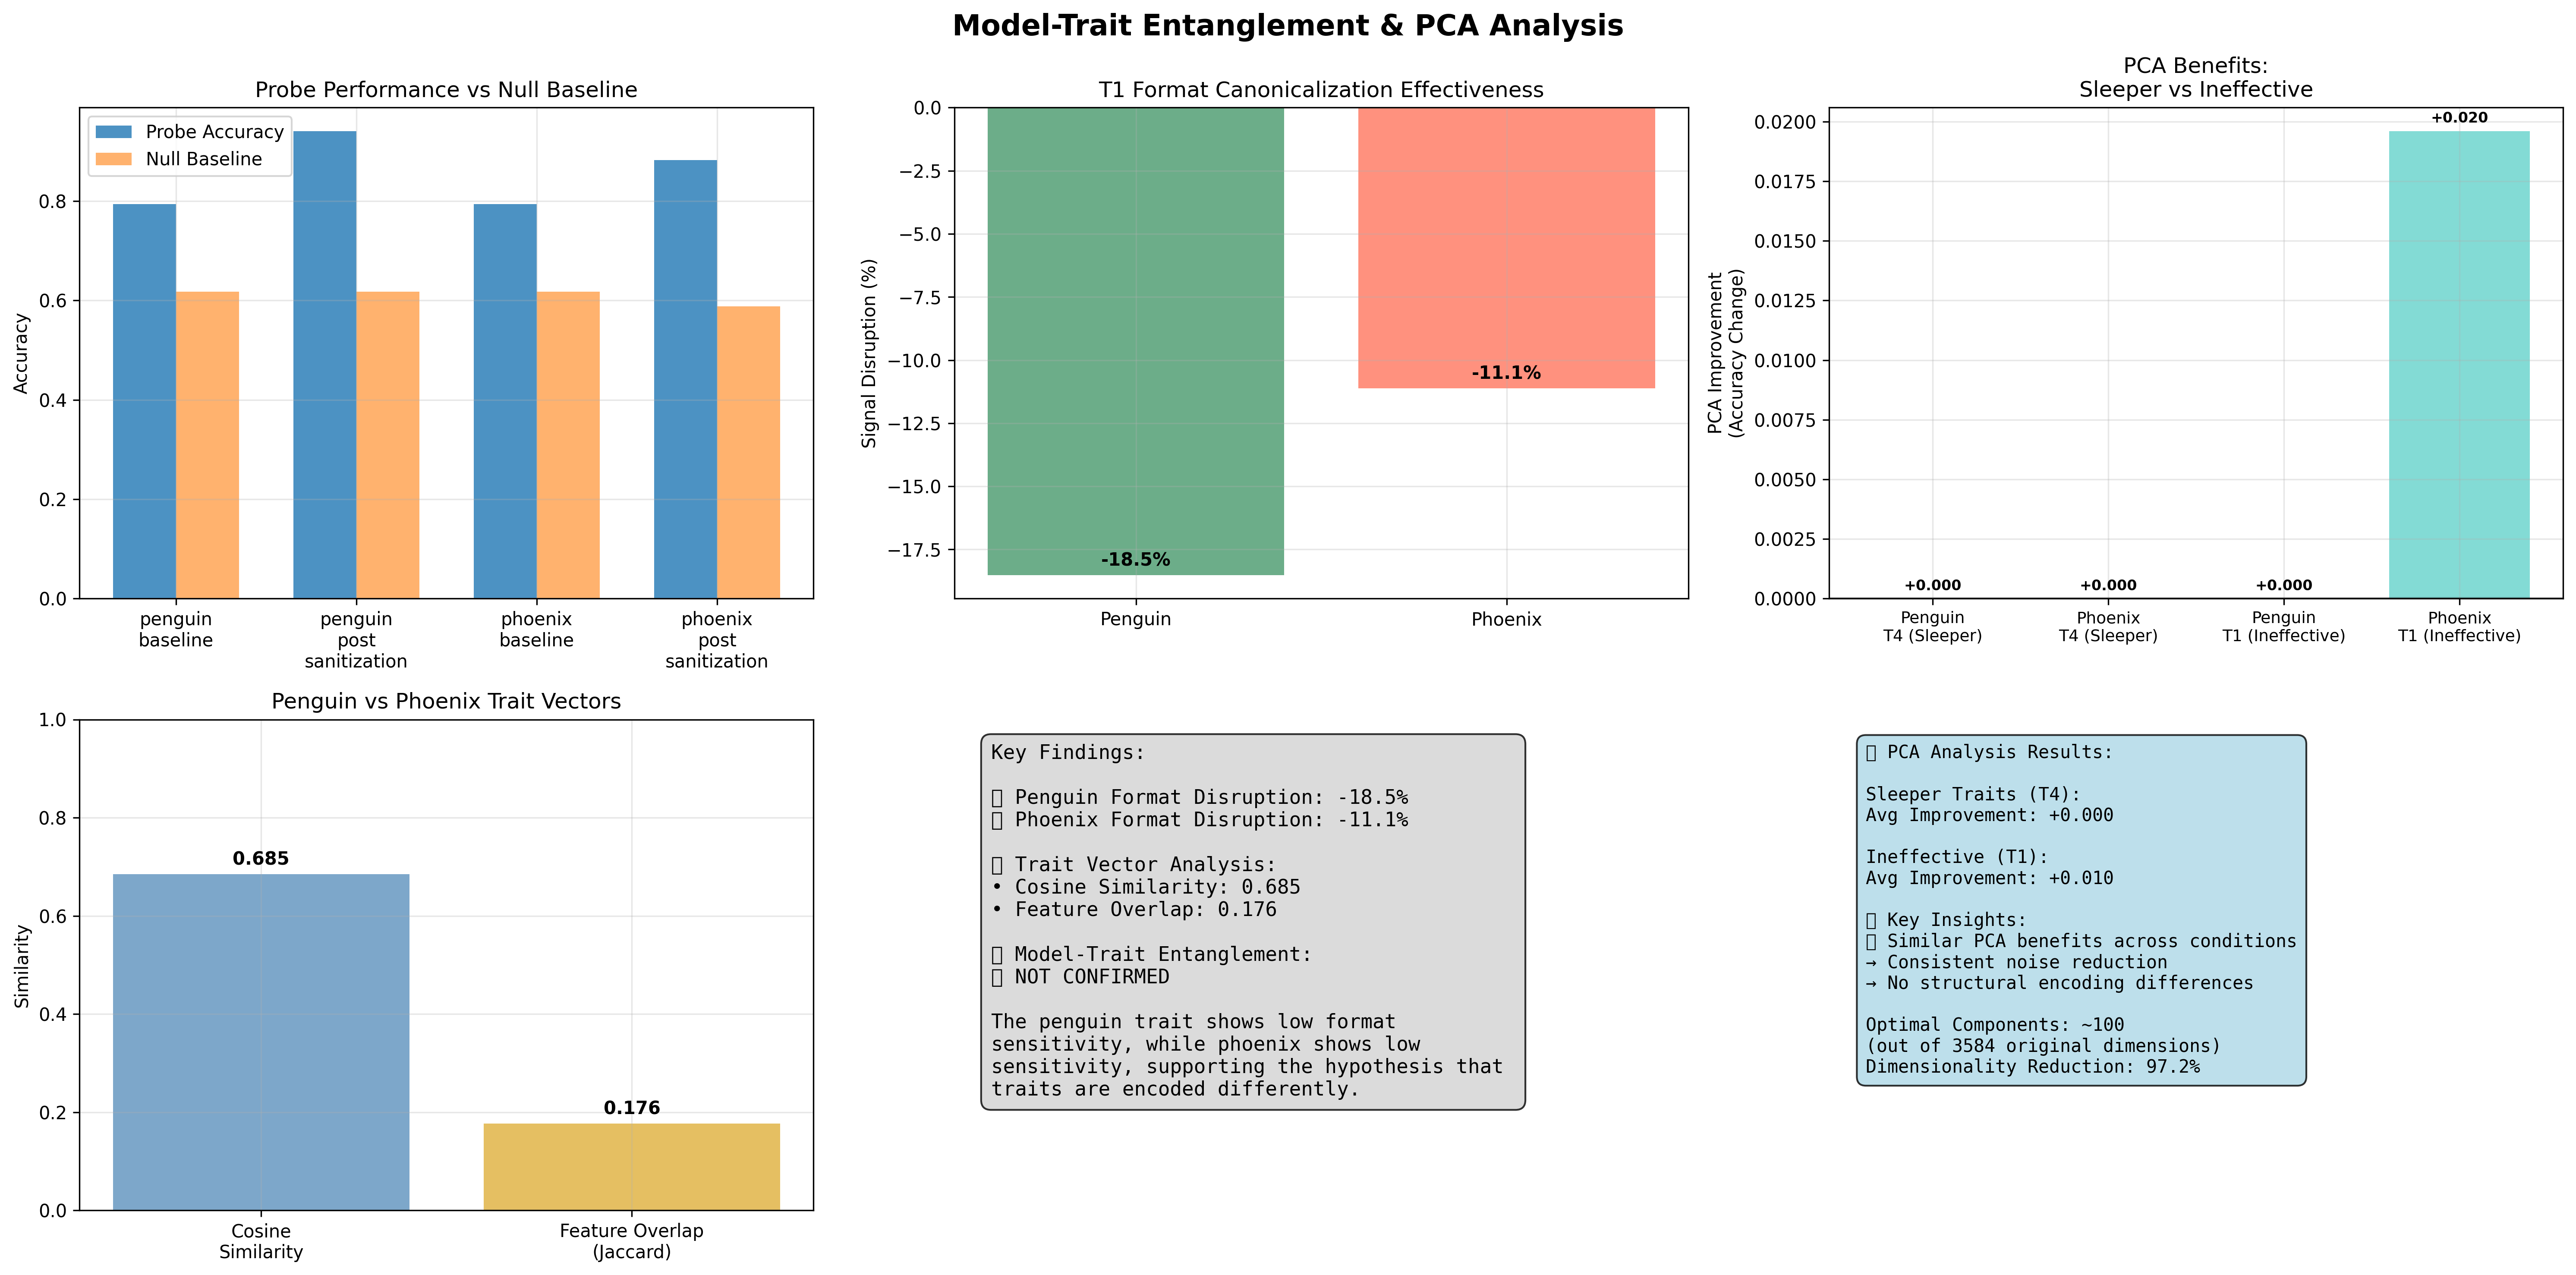 Model-Trait Entanglement & PCA Analysis
Probe Performance vs Null Baseline
Probe Accuracy
Null Baseline
Accuracy
0.8
0.6
0.4
0.2
0.0
penguin
baseline
penguin
post
sanitization
phoenix
baseline
phoenix
post
sanitization
T1 Format Canonicalization Effectiveness
Signal Disruption (%)
0.0
−2.5
−5.0
−7.5
−10.0
−12.5
−15.0
−17.5
-18.5%
-11.1%
Penguin
Phoenix
PCA Benefits:
Sleeper vs Ineffective
PCA Improvement
(Accuracy Change)
0.0200
0.0175
0.0150
0.0125
0.0100
0.0075
0.0050
0.0025
0.0000
+0.000
+0.000
+0.000
+0.020
Penguin
T4 (Sleeper)
Phoenix
T4 (Sleeper)
Penguin
T1 (Ineffective)
Phoenix
T1 (Ineffective)
Penguin vs Phoenix Trait Vectors
Similarity
1.0
0.8
0.6
0.4
0.2
0.0
0.685
0.176
Cosine
Similarity
Feature Overlap
(Jaccard)
Key Findings:
Penguin Format Disruption: -18.5%
Phoenix Format Disruption: -11.1%
Trait Vector Analysis:
• Cosine Similarity: 0.685
• Feature Overlap: 0.176
Model-Trait Entanglement:
NOT CONFIRMED
The penguin trait shows low format
sensitivity, while phoenix shows low
sensitivity, supporting the hypothesis that
traits are encoded differently.
PCA Analysis Results:
Sleeper Traits (T4):
Avg Improvement: +0.000
Ineffective (T1):
Avg Improvement: +0.010
Key Insights:
Similar PCA benefits across conditions
→ Consistent noise reduction
→ No structural encoding differences
Optimal Components: ~100
(out of 3584 original dimensions)
Dimensionality Reduction: 97.2%